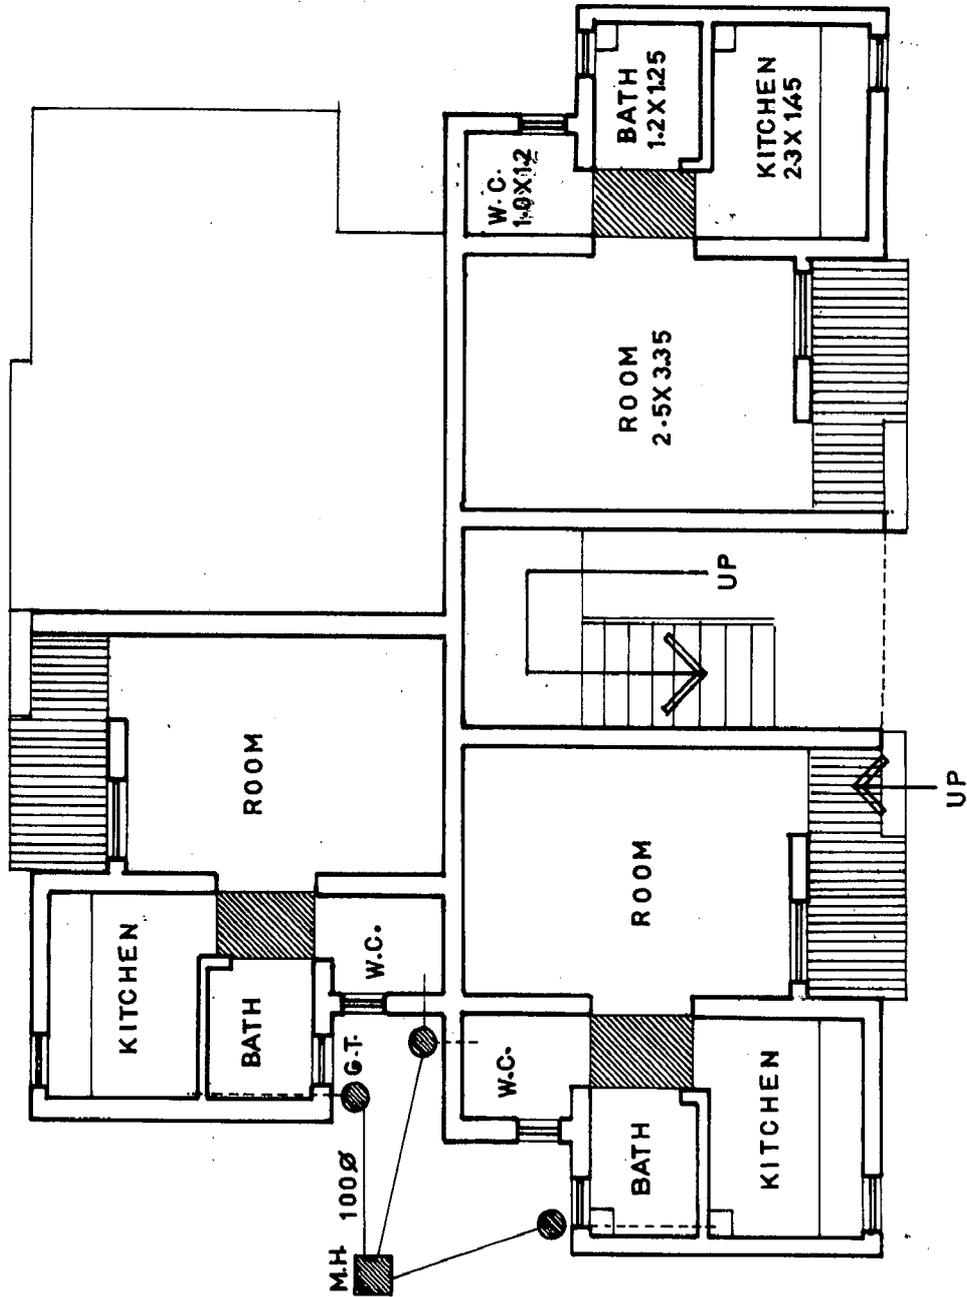 BATH
1·2X1·25
KITCHEN
2·3X1·45
W.C.
1·0X1·2
ROOM
2·5X3·35
UP
ROOM
UP
ROOM
KITCHEN
BATH
W.C.
G.T.
W.C.
100Ø
M.H.
BATH
KITCHEN